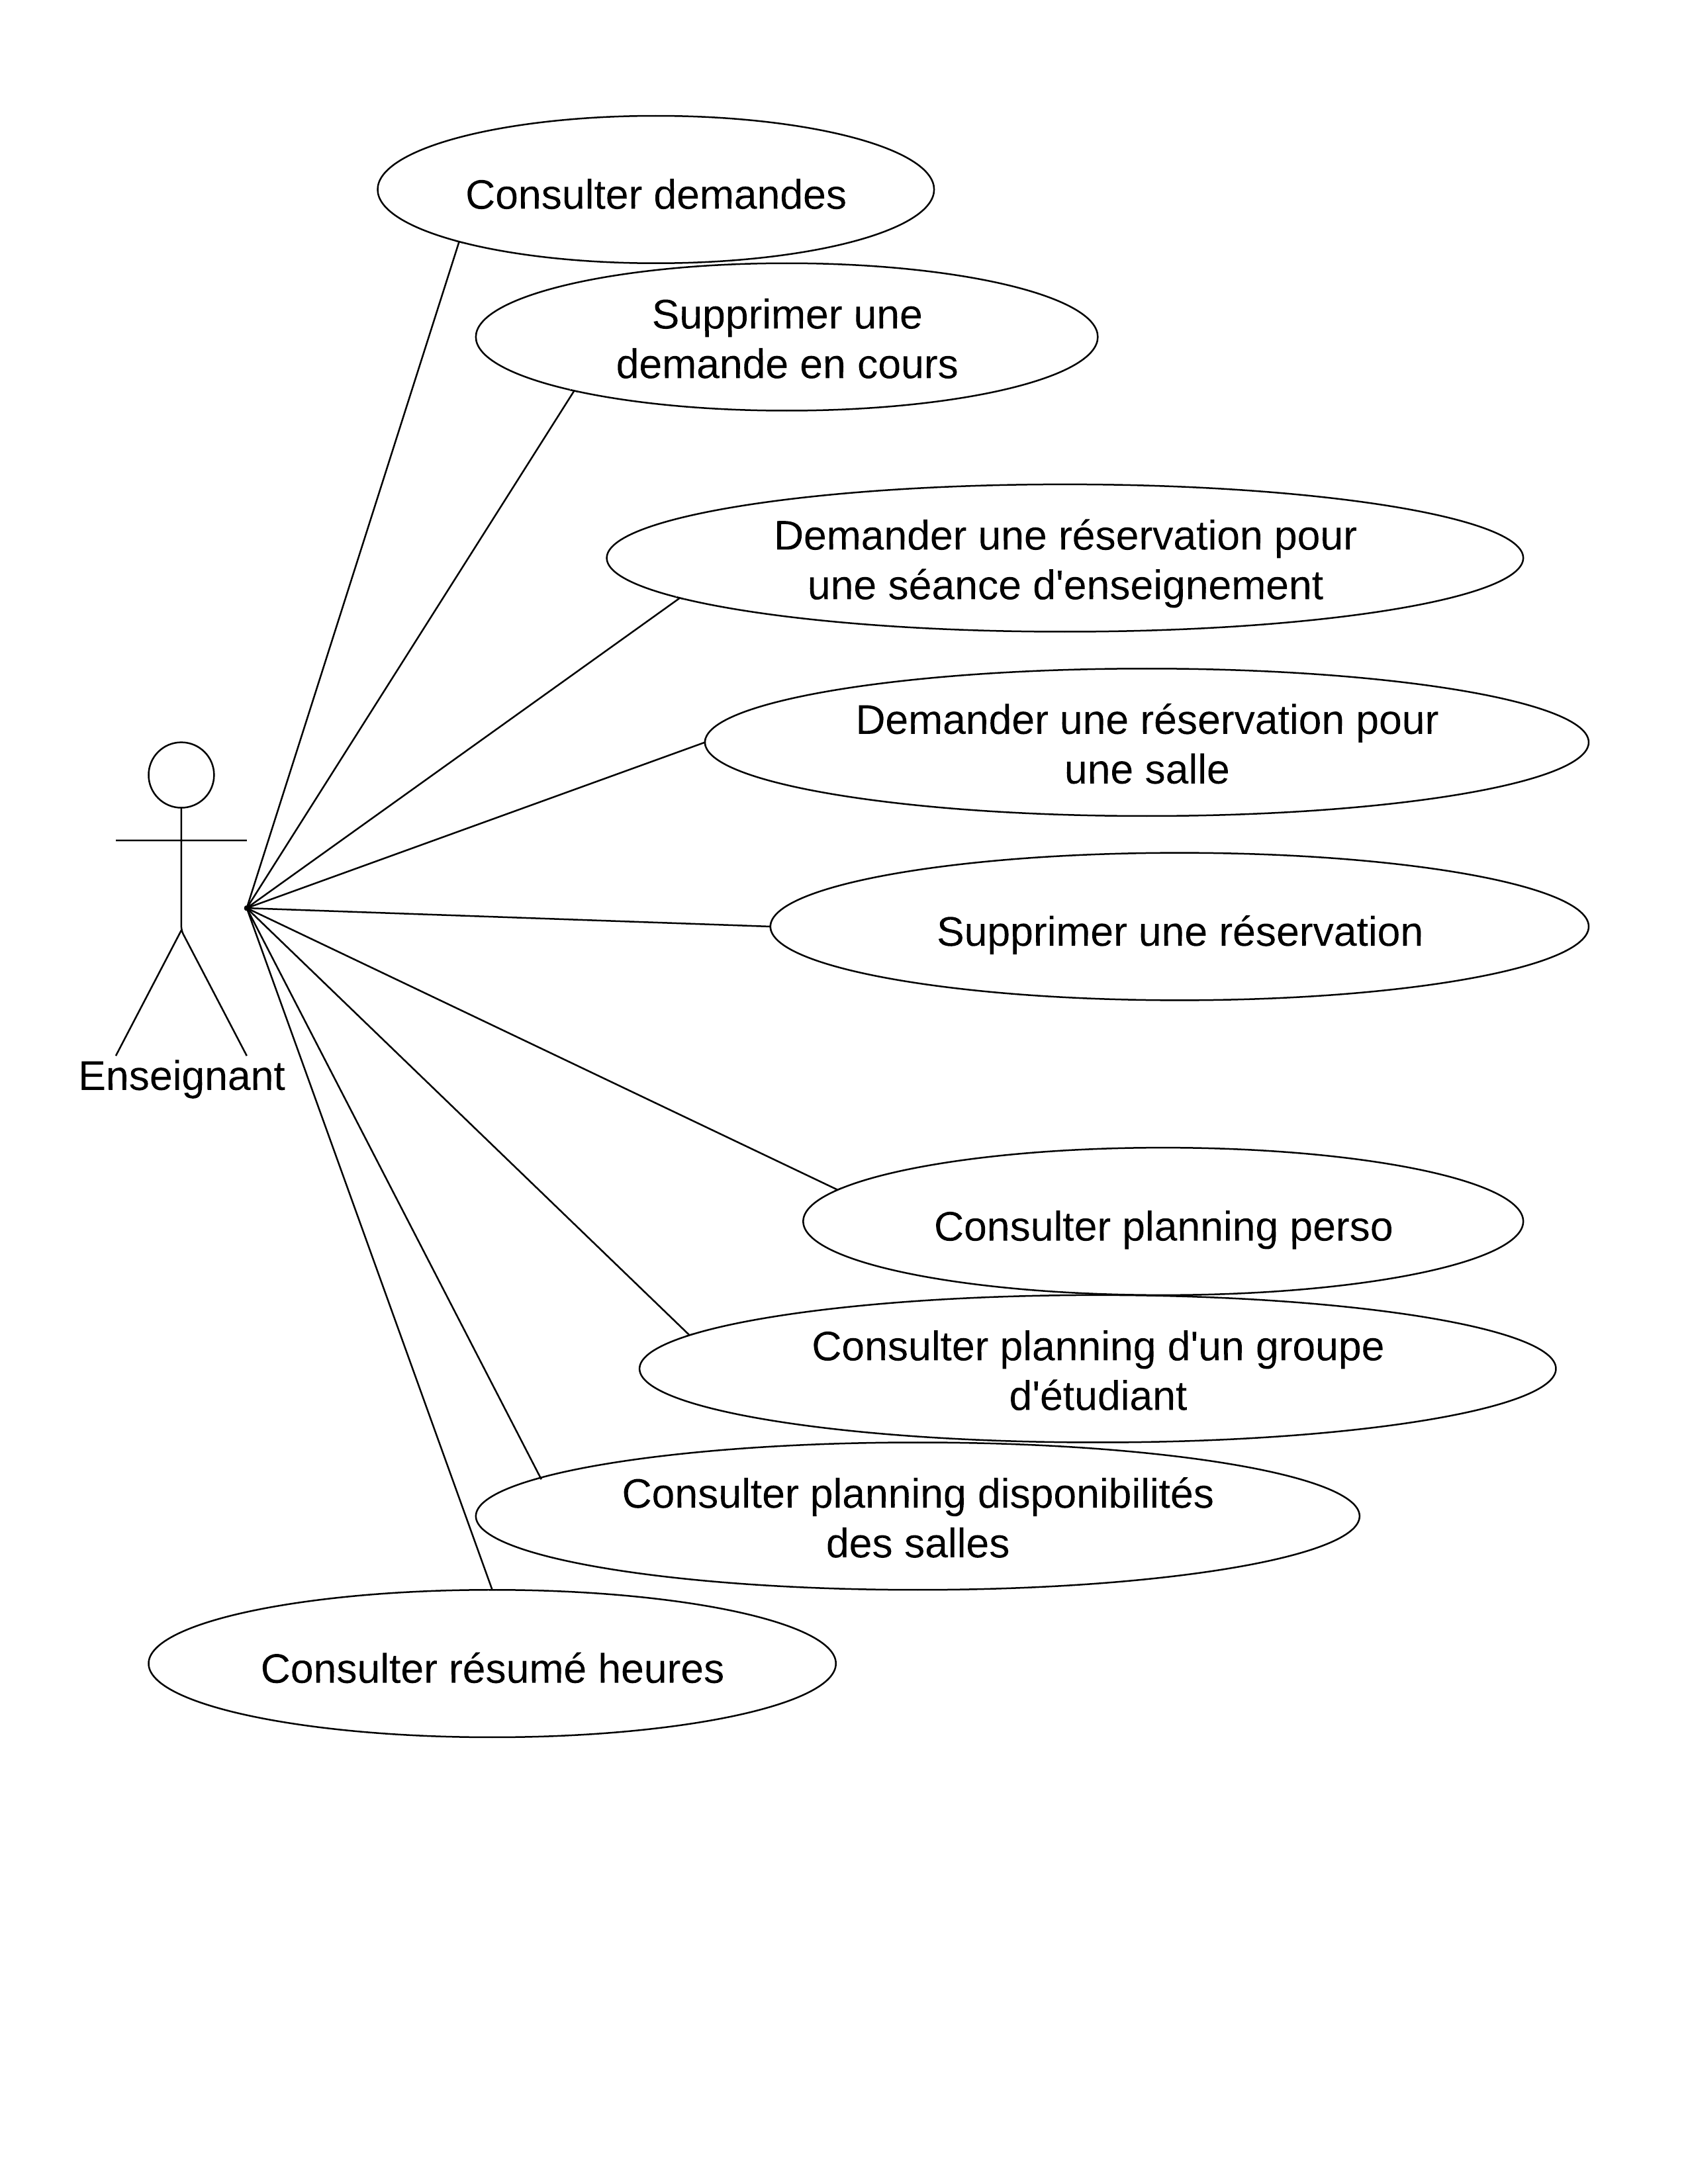 Consulter demandes
Supprimer une
demande en cours
Demander une réservation pour
une séance d'enseignement
Demander une réservation pour
une salle
Supprimer une réservation
Enseignant
Consulter planning perso
Consulter planning d'un groupe
d'étudiant
Consulter planning disponibilités
des salles
Consulter résumé heures